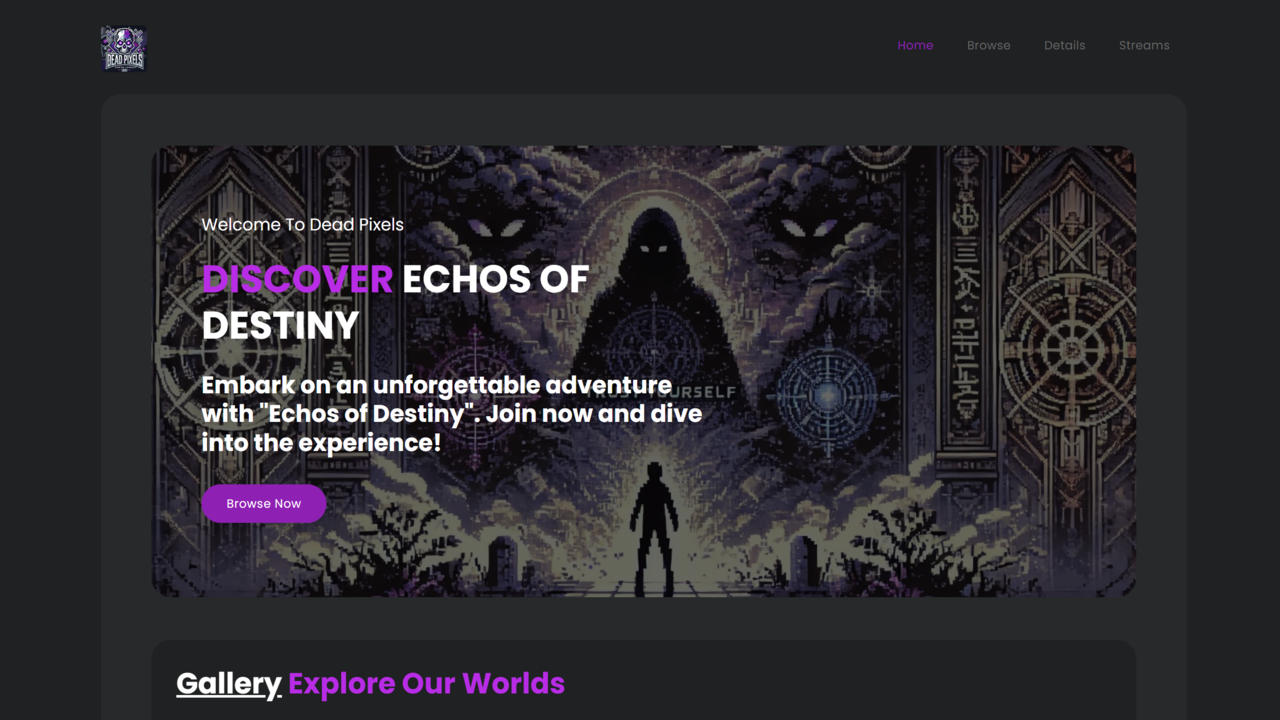 DEAD PIXELS
Home Browse Details Streams
Welcome To Dead Pixels
DISCOVER ECHOS OF
DESTINY
Embark on an unforgettable adventure
with "Echos of Destiny". Join now and dive
into the experience!
TRUST YOURSELF
Browse Now
Gallery Explore Our Worlds